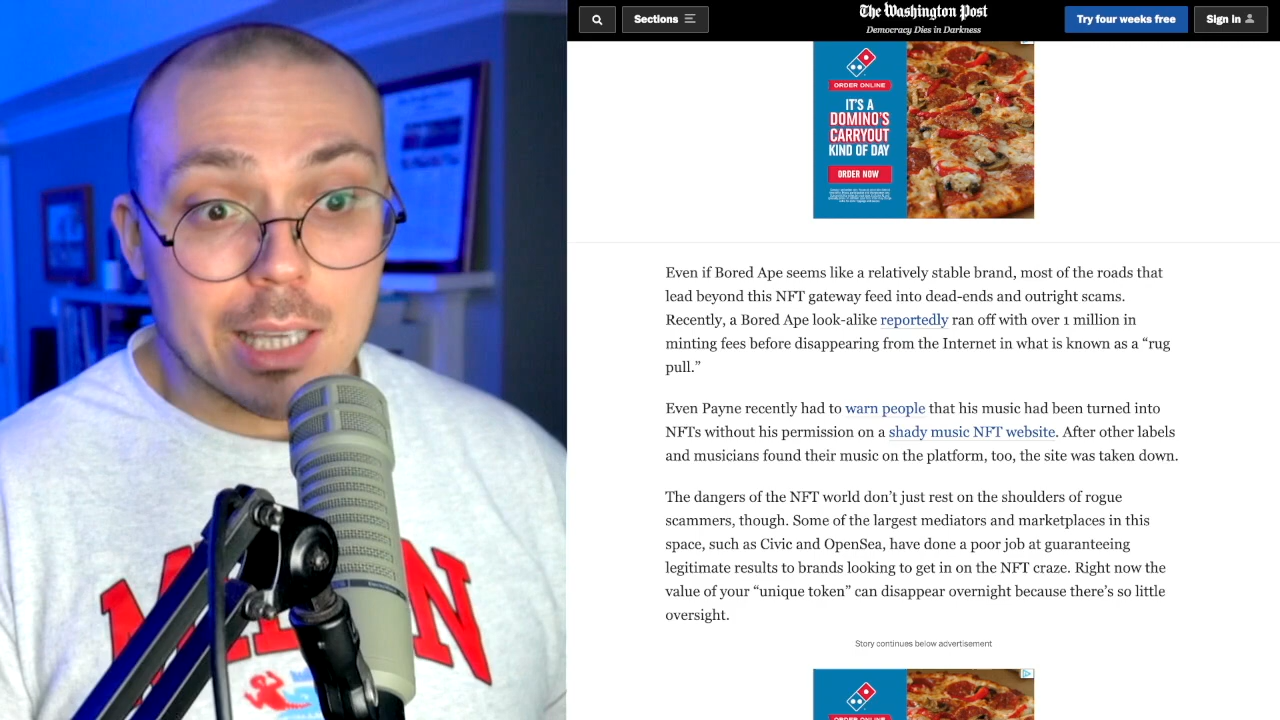 Sections
The Washington Post
Democracy Dies in Darkness
Try four weeks free
Sign in
ORDER ONLINE
IT'S A
DOMINO'S
CARRYOUT
KIND OF DAY
ORDER NOW
Even if Bored Ape seems like a relatively stable brand, most of the roads that
lead beyond this NFT gateway feed into dead-ends and outright scams.
Recently, a Bored Ape look-alike reportedly ran off with over 1 million in
minting fees before disappearing from the Internet in what is known as a “rug
pull.”
Even Payne recently had to warn people that his music had been turned into
NFTs without his permission on a shady music NFT website. After other labels
and musicians found their music on the platform, too, the site was taken down.
The dangers of the NFT world don’t just rest on the shoulders of rogue
scammers, though. Some of the largest mediators and marketplaces in this
space, such as Civic and OpenSea, have done a poor job at guaranteeing
legitimate results to brands looking to get in on the NFT craze. Right now the
value of your “unique token” can disappear overnight because there’s so little
oversight.
Story continues below advertisement
ORDER ONLINE